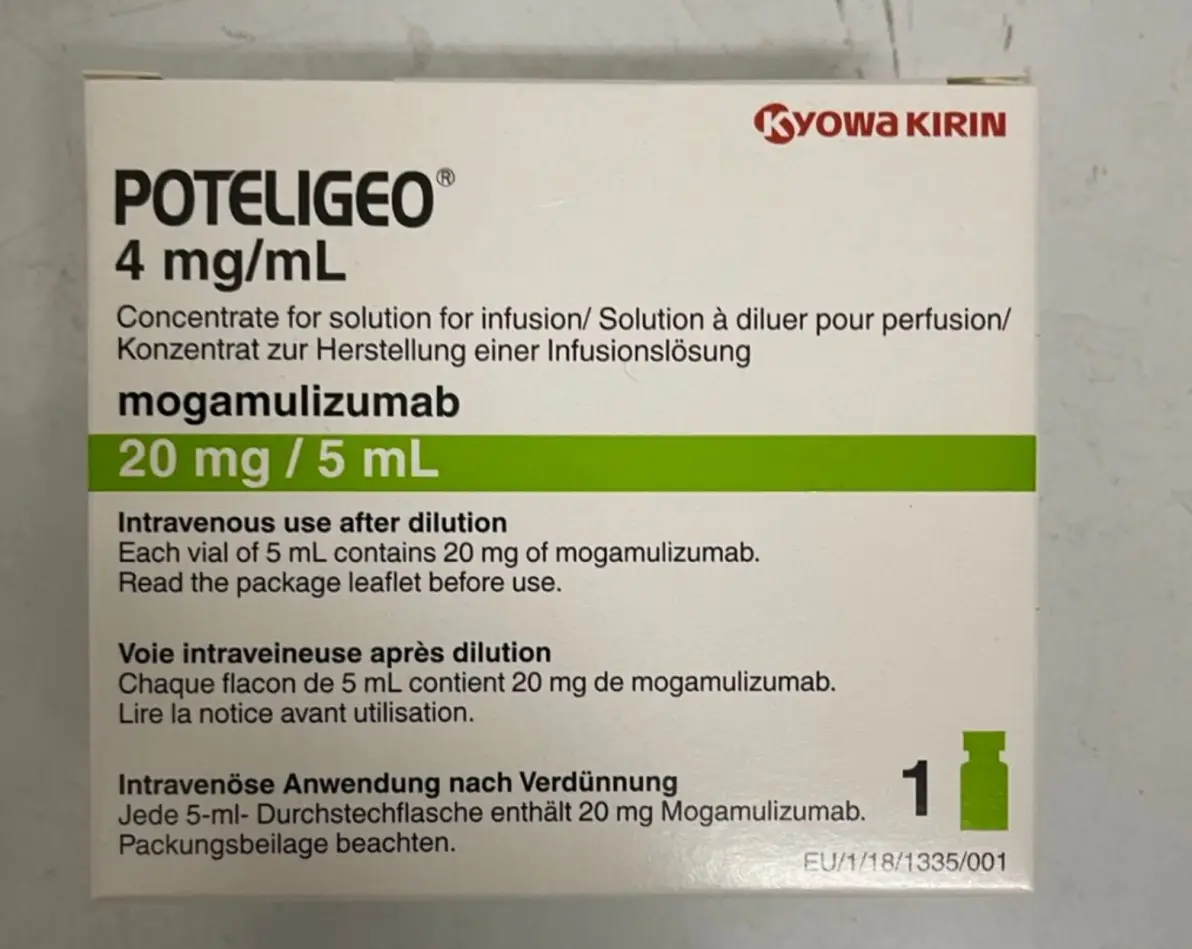 KYOWA KIRIN
POTELIGEO®
4 mg/mL
Concentrate for solution for infusion/ Solution à diluer pour perfusion/
Konzentrat zur Herstellung einer Infusionslösung
mogamulizumab
20 mg / 5 mL
Intravenous use after dilution
Each vial of 5 mL contains 20 mg of mogamulizumab.
Read the package leaflet before use.
Voie intraveineuse après dilution
Chaque flacon de 5 mL contient 20 mg de mogamulizumab.
Lire la notice avant utilisation.
Intravenöse Anwendung nach Verdünnung
Jede 5-ml- Durchstechflasche enthält 20 mg Mogamulizumab.
Packungsbeilage beachten.
1
EU/1/18/1335/001